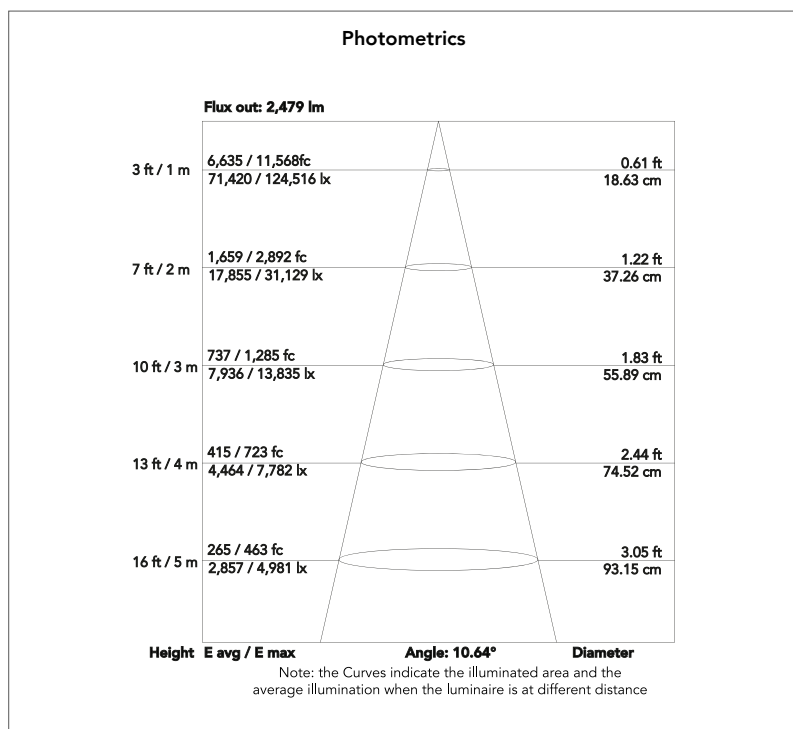 Photometrics
Flux out: 2,479 lm
3 ft / 1 m
6,635 / 11,568fc
71,420 / 124,516 lx
0.61 ft
18.63 cm
7 ft / 2 m
1,659 / 2,892 fc
17,855 / 31,129 lx
1.22 ft
37.26 cm
10 ft / 3 m
737 / 1,285 fc
7,936 / 13,835 lx
1.83 ft
55.89 cm
13 ft / 4 m
415 / 723 fc
4,464 / 7,782 lx
2.44 ft
74.52 cm
16 ft / 5 m
265 / 463 fc
2,857 / 4,981 lx
3.05 ft
93.15 cm
Height E avg / E max Angle: 10.64° Diameter
Note: the Curves indicate the illuminated area and the
average illumination when the luminaire is at different distance